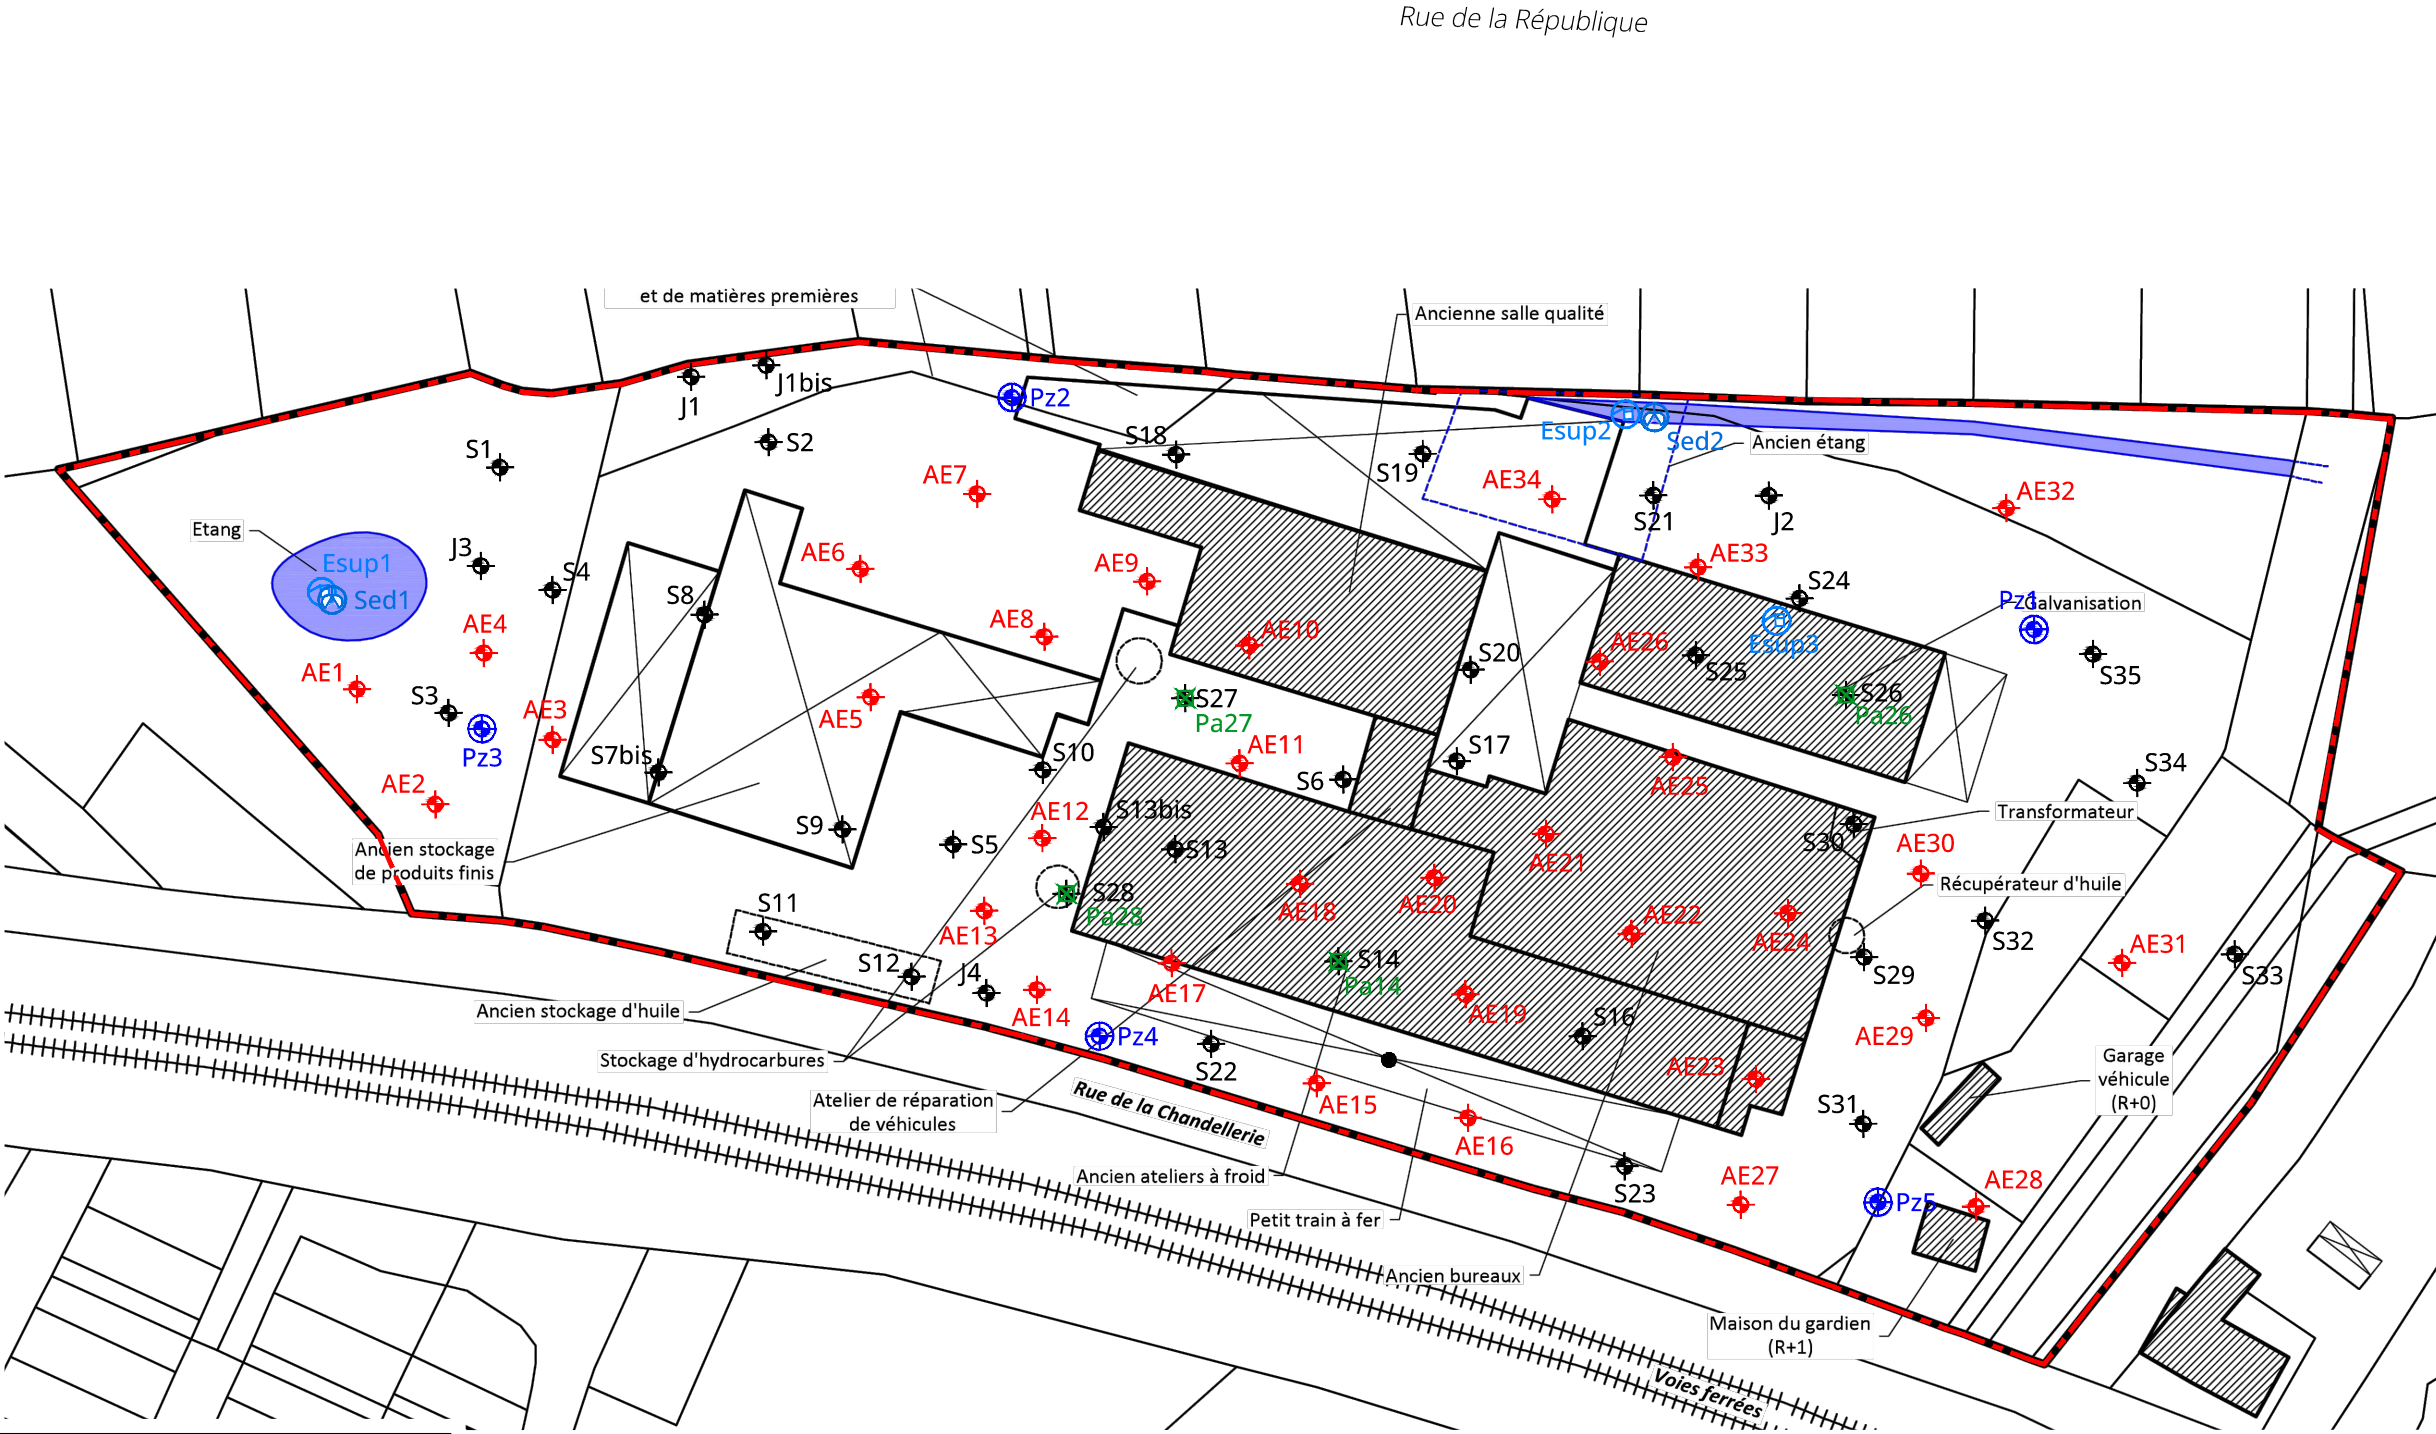 Rue de la République
et de matières premières
Ancienne salle qualité
J1
J1bis
Pz2
S1
S2
S18
S19
Esup2
Sed2
Ancien étang
AE7
AE34
S21
J2
AE32
Etang
Esup1
Sed1
J3
S4
AE6
AE9
AE33
S24
Pz1
Galvanisation
S8
AE4
AE8
AE10
S20
AE26
S25
Esup3
S35
AE1
S3
AE3
AE5
S27
Pa27
S26
Pa26
Pz3
S7bis
S10
AE11
S6
S17
AE25
S34
AE2
AE12
S13bis
S9
S5
S13
AE21
S30
Transformateur
AE30
Ancien stockage
de produits finis
S28
Pa28
AE18
AE20
AE22
AE24
Récupérateur d'huile
S11
AE13
S12
J4
S14
Pa14
AE17
AE19
S29
S32
AE31
S33
Ancien stockage d'huile
AE14
Pz4
S22
S16
AE29
Stockage d'hydrocarbures
AE23
Garage
véhicule
(R+0)
Atelier de réparation
de véhicules
Rue de la Chandellerie
AE15
AE16
S31
Ancien ateliers à froid
S23
AE27
Pz5
AE28
Petit train à fer
Ancien bureaux
Maison du gardien
(R+1)
Voies ferrées